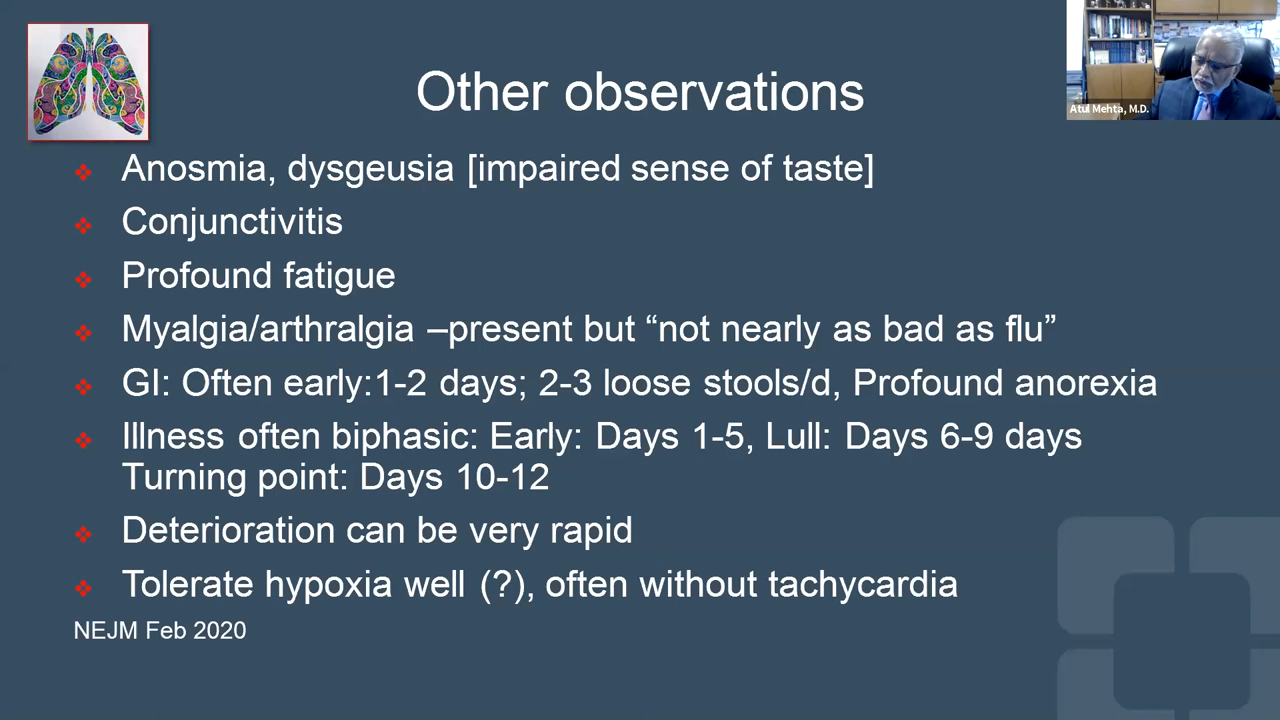 Other observations
Atul Mehta, M.D.
Anosmia, dysgeusia [impaired sense of taste]
Conjunctivitis
Profound fatigue
Myalgia/arthralgia –present but “not nearly as bad as flu”
GI: Often early:1-2 days; 2-3 loose stools/d, Profound anorexia
Illness often biphasic: Early: Days 1-5, Lull: Days 6-9 days
Turning point: Days 10-12
Deterioration can be very rapid
Tolerate hypoxia well (?), often without tachycardia
NEJM Feb 2020